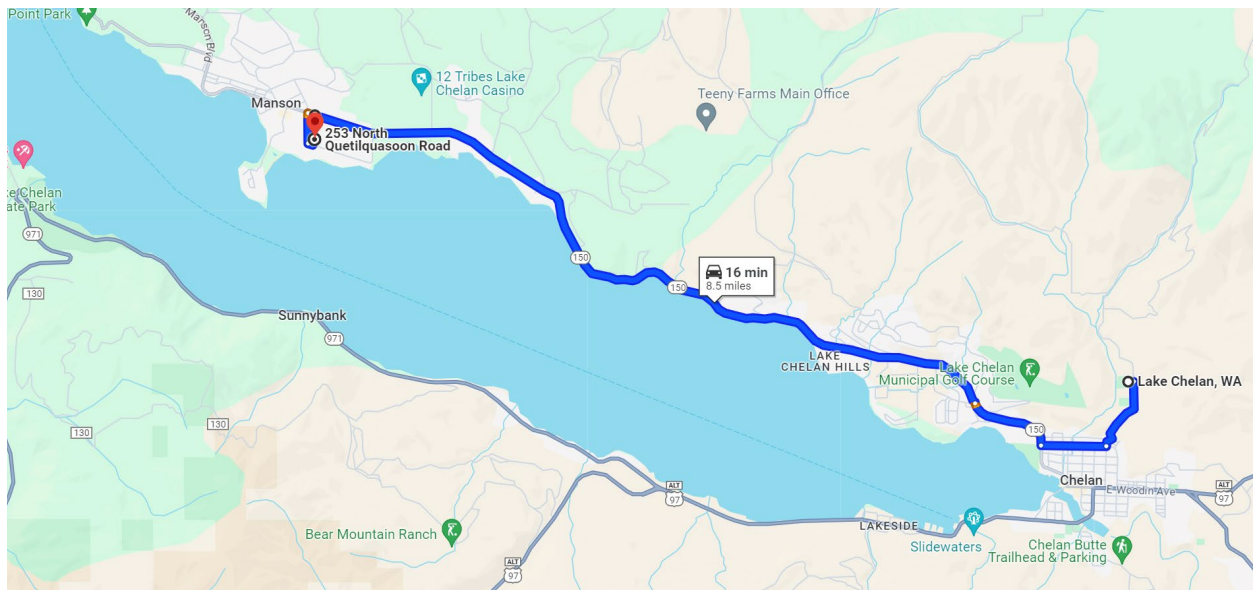 Point Park
Manson Blvd
12 Tribes Lake
Chelan Casino
Teeny Farms Main Office
Manson
253 North
Quetilquasoon Road
ke Chelan
ate Park
971
150
130
16 min
8.5 miles
150
Sunnybank
971
LAKE
CHELAN HILLS
Lake Chelan
Municipal Golf Course
Lake Chelan, WA
130
130
150
Chelan
E Woodin Ave
ALT
97
ALT
97
LAKESIDE
Bear Mountain Ranch
Slidewaters
Chelan Butte
Trailhead & Parking
ALT
97